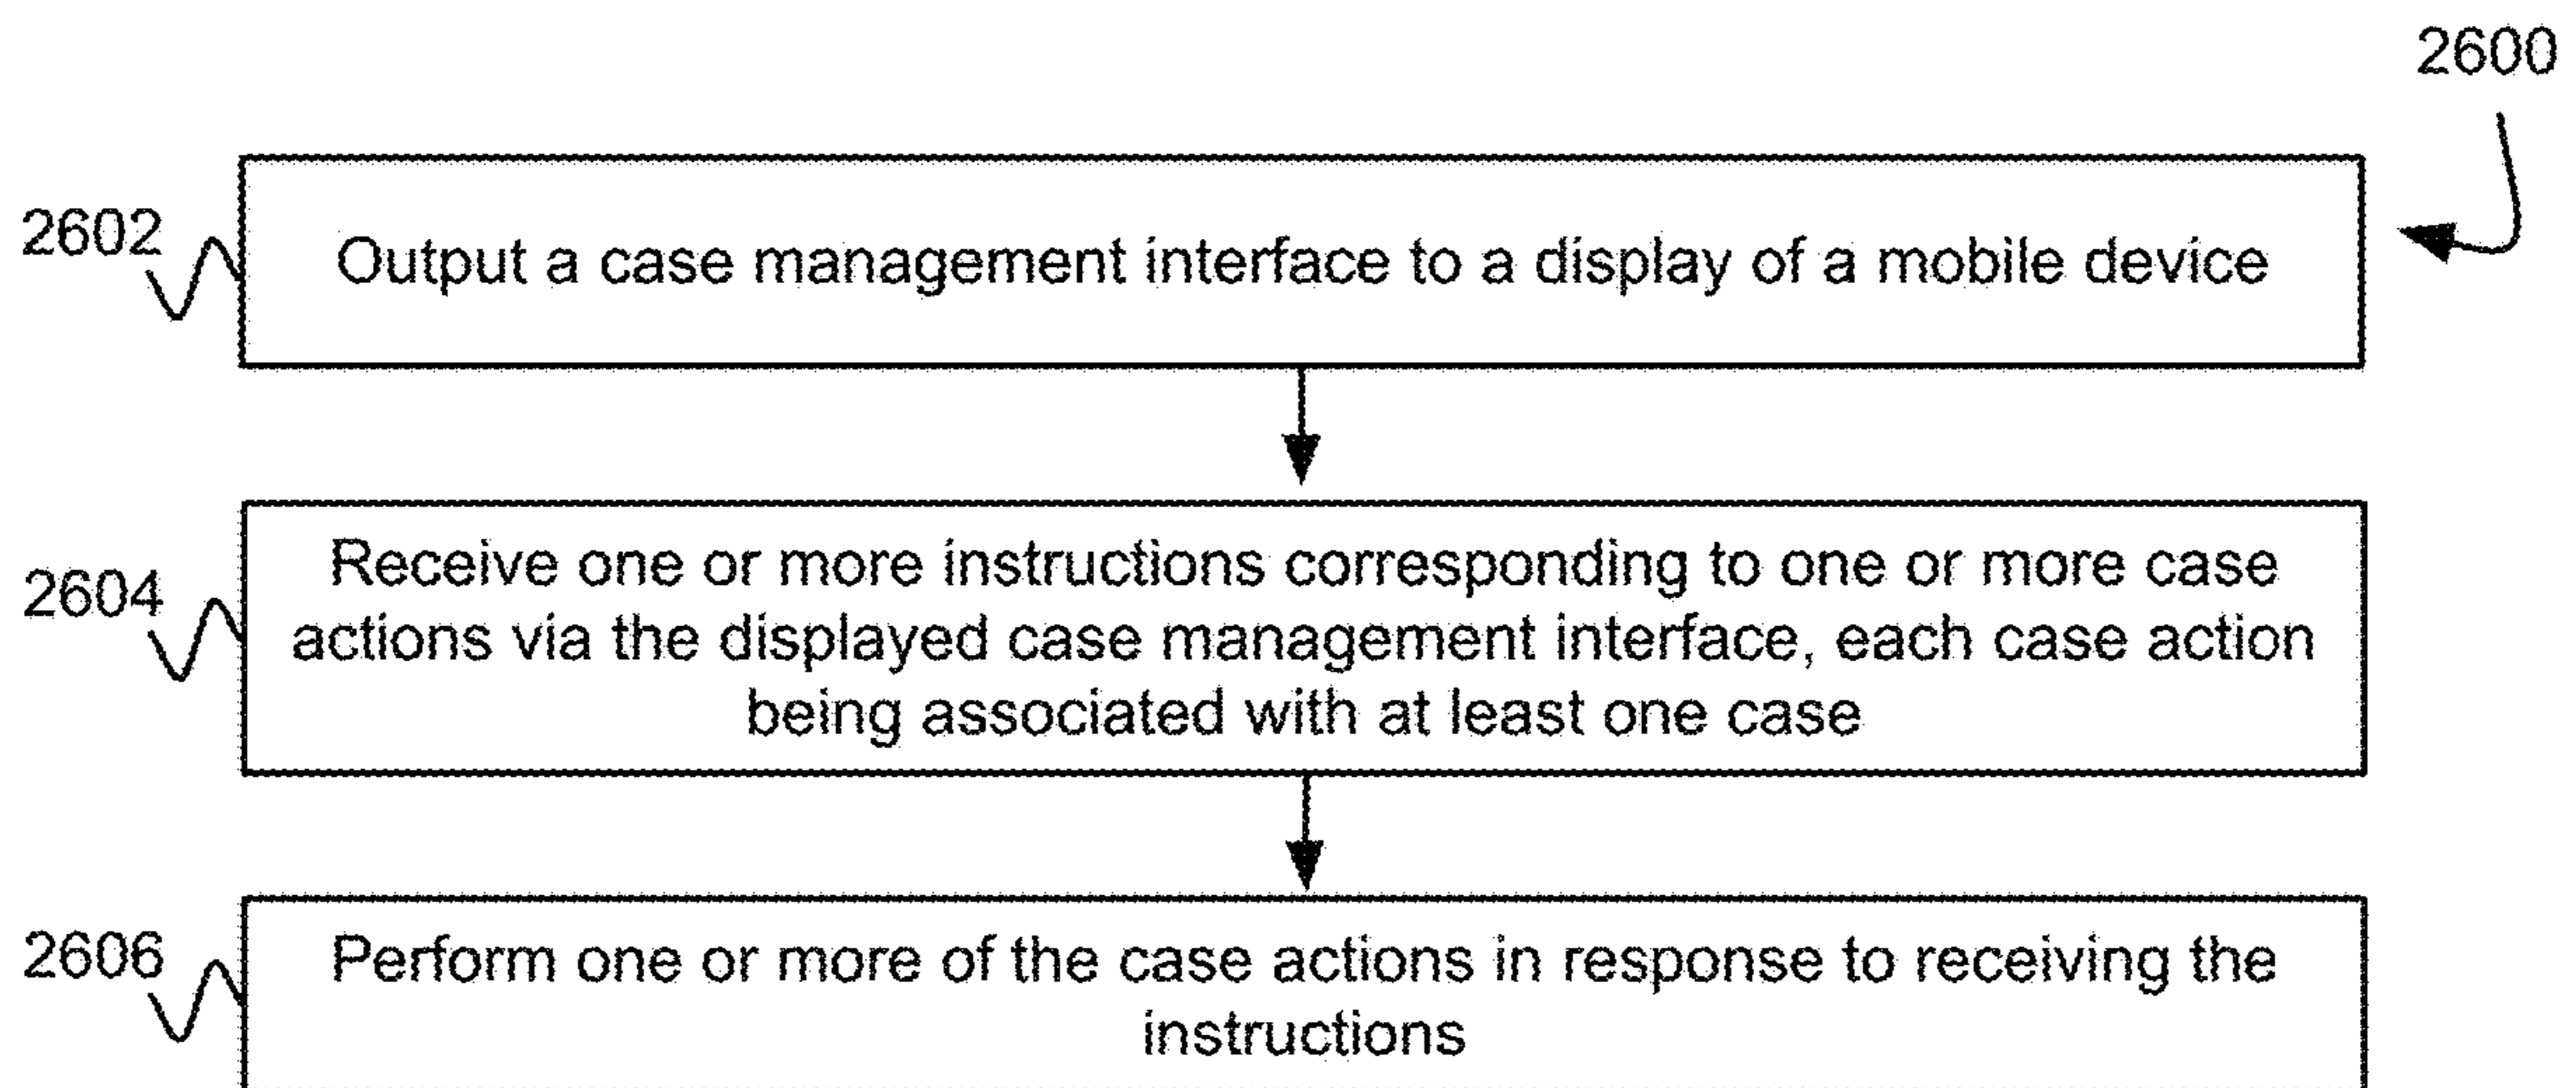 2600
2602
Output a case management interface to a display of a mobile device
2604
Receive one or more instructions corresponding to one or more case
actions via the displayed case management interface, each case action
being associated with at least one case
2606
Perform one or more of the case actions in response to receiving the
instructions